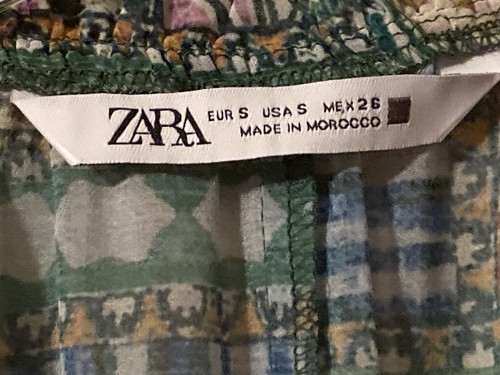 ZARA
EUR S USA S MEX 26
MADE IN MOROCCO